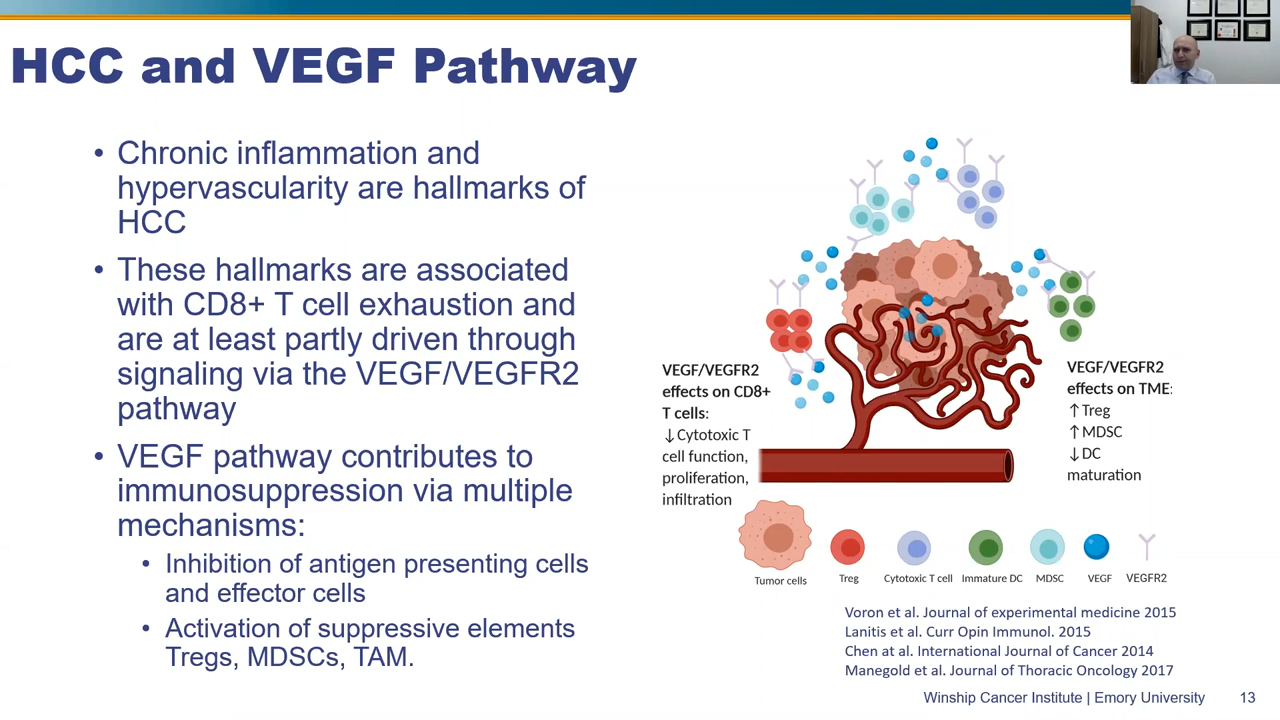 HCC and VEGF Pathway
• Chronic inflammation and
hypervascularity are hallmarks of
HCC
• These hallmarks are associated
with CD8+ T cell exhaustion and
are at least partly driven through
signaling via the VEGF/VEGFR2
pathway
• VEGF pathway contributes to
immunosuppression via multiple
mechanisms:
• Inhibition of antigen presenting cells
and effector cells
• Activation of suppressive elements
Tregs, MDSCs, TAM.
VEGF/VEGFR2
effects on CD8+
T cells:
↓Cytotoxic T
cell function,
proliferation,
infiltration
VEGF/VEGFR2
effects on TME:
↑Treg
↑MDSC
↓DC
maturation
Tumor cells
Treg
Cytotoxic T cell
Immature DC
MDSC
VEGF
VEGFR2
Voron et al. Journal of experimental medicine 2015
Lanitis et al. Curr Opin Immunol. 2015
Chen at al. International Journal of Cancer 2014
Manegold et al. Journal of Thoracic Oncology 2017
Winship Cancer Institute | Emory University
13